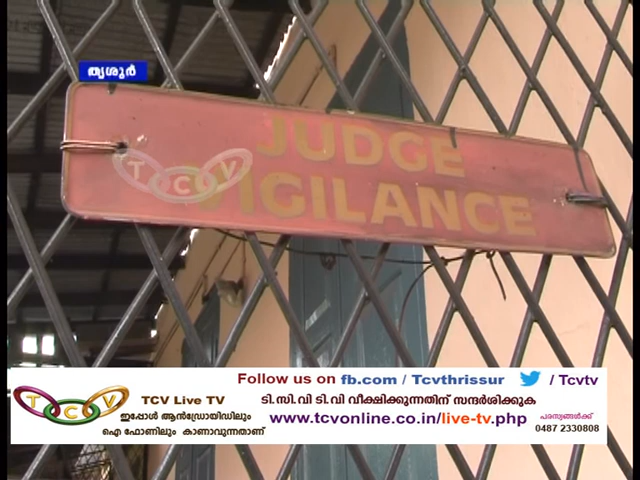 തൃശൂർ
JUDGE
VIGILANCE
TCV
Follow us on fb.com / Tcvthrissur / Tcvtv
TCV
TCV Live TV
ഇപ്പോൾ ആൻഡ്രോയിഡിലും
ഐ ഫോണിലും കാണാവുന്നതാണ്
ടി.സി.വി ടി.വി വീക്ഷിക്കുന്നതിന് സന്ദർശിക്കുക
www.tcvonline.co.in/live-tv.php
പരസ്യങ്ങൾക്ക്
0487 2330808